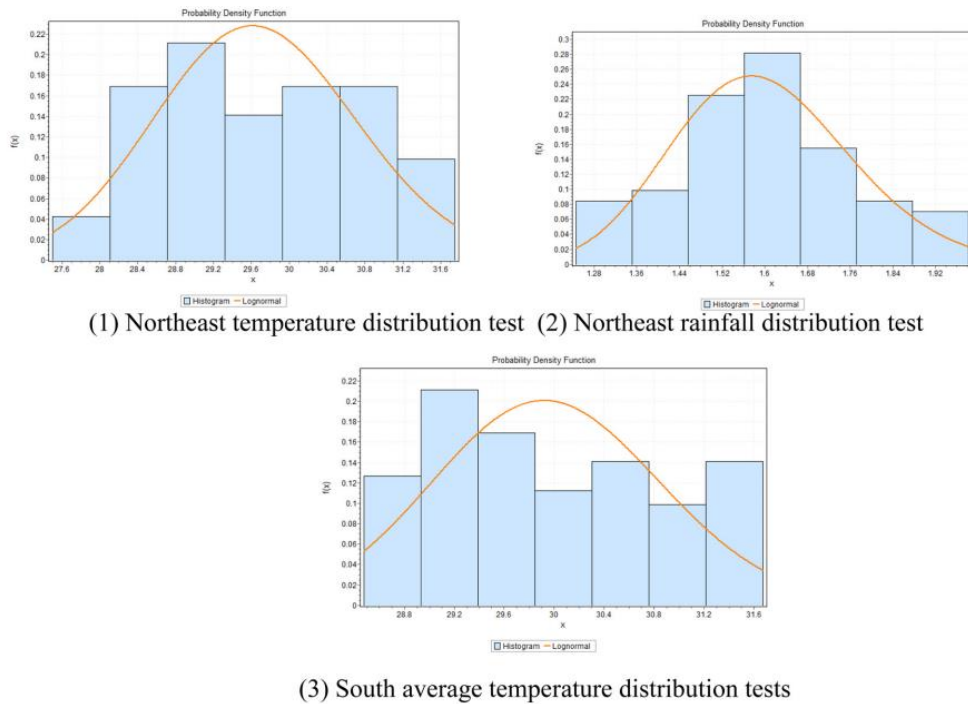 Probability Density Function
0.22
0.2
0.18
0.16
0.14
0.12
0.1
0.08
0.06
0.04
0.02
0
f(x)
27.6 28 28.4 28.8 29.2 29.6 30 30.4 30.8 31.2 31.6
x
Histogram Lognormal
Probability Density Function
0.3
0.28
0.26
0.24
0.22
0.2
0.18
0.16
0.14
0.12
0.1
0.08
0.06
0.04
0.02
0
f(x)
1.28 1.36 1.44 1.52 1.6 1.68 1.76 1.84 1.92
x
Histogram Lognormal
(1) Northeast temperature distribution test (2) Northeast rainfall distribution test
Probability Density Function
0.22
0.2
0.18
0.16
0.14
0.12
0.1
0.08
0.06
0.04
0.02
0
f(x)
28.8 29.2 29.6 30 30.4 30.8 31.2 31.6
x
Histogram Lognormal
(3) South average temperature distribution tests